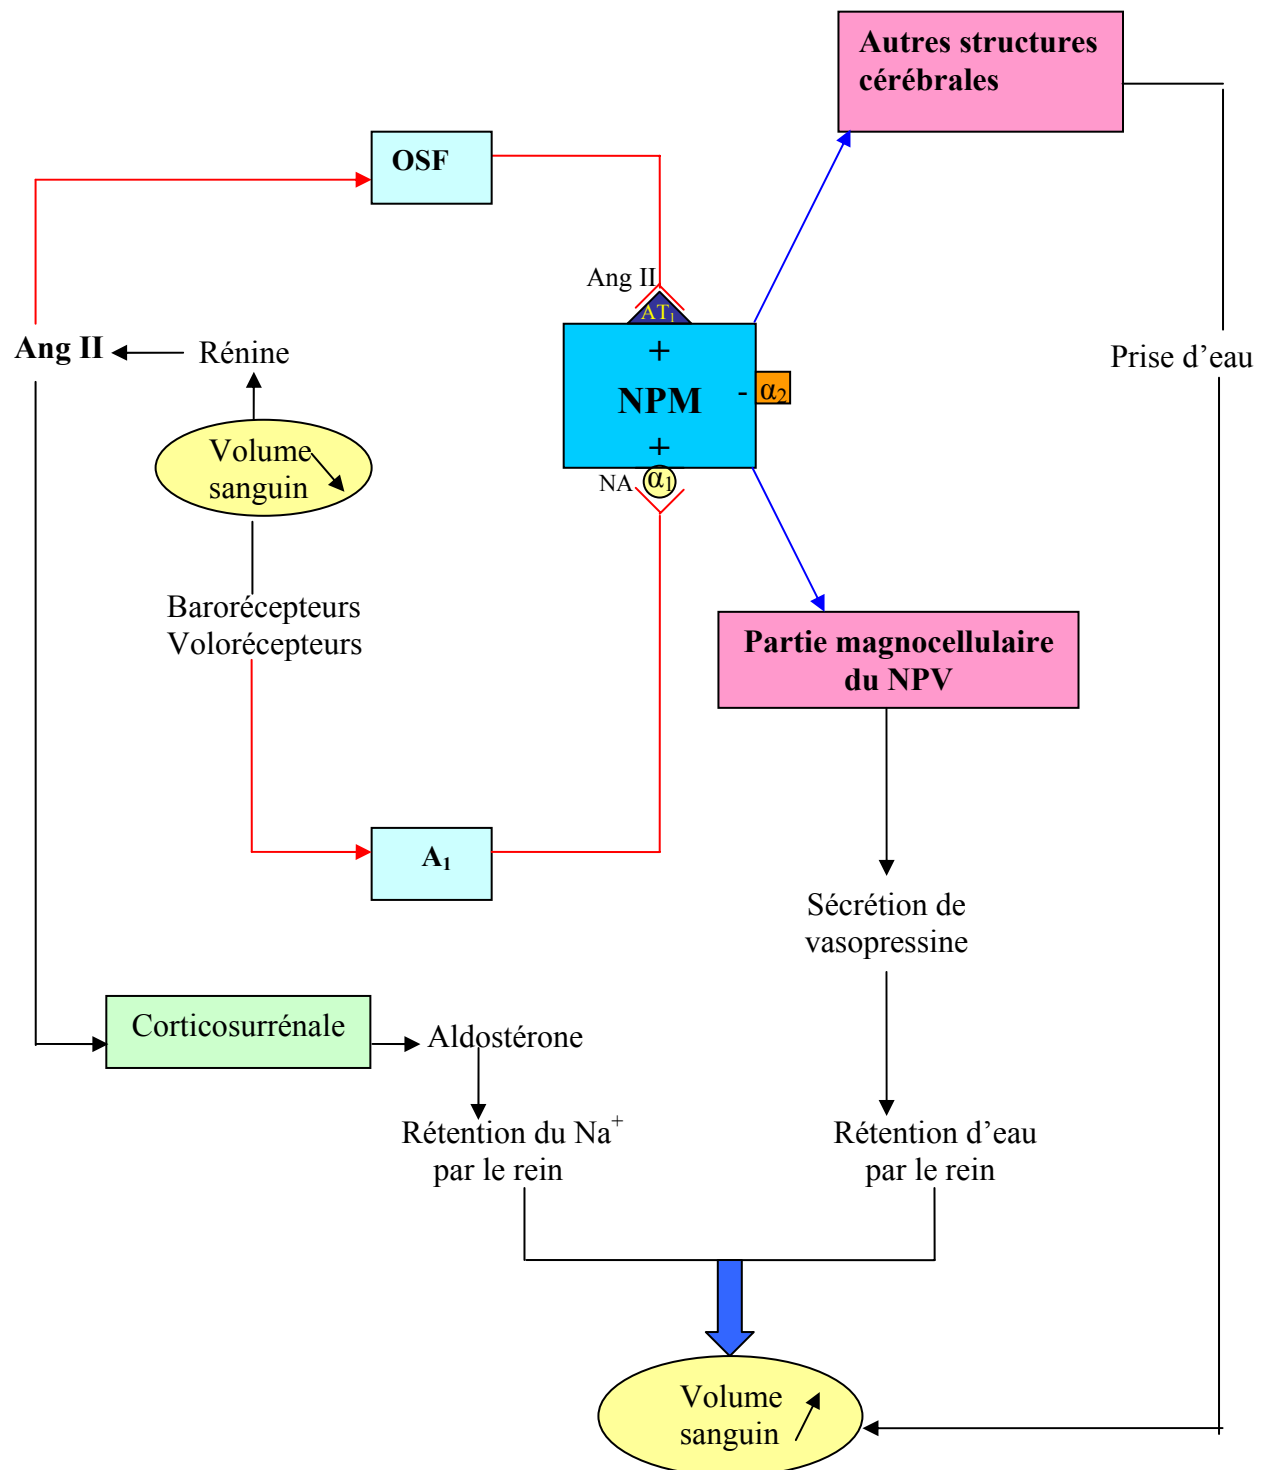 Autres structures
cérébrales
OSF
Ang II
AT₁
+
NPM
- α₂
+
NA α₁
Ang II
Rénine
Volume
sanguin
Prise d’eau
Barorécepteurs
Volorécepteurs
Partie magnocellulaire
du NPV
A₁
Sécrétion de
vasopressine
Corticosurrénale
Aldostérone
Rétention du Na⁺
par le rein
Rétention d’eau
par le rein
Volume
sanguin